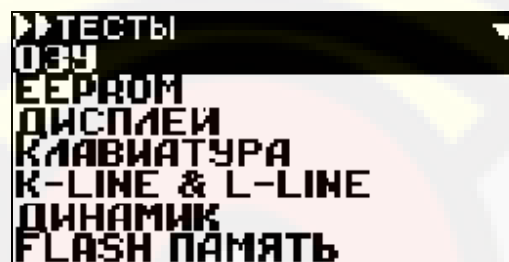 ТЕСТЫ
ОЗУ
EEPROM
ДИСПЛЕЙ
КЛАВИАТУРА
K-LINE & L-LINE
ДИНАМИК
FLASH ПАМЯТЬ